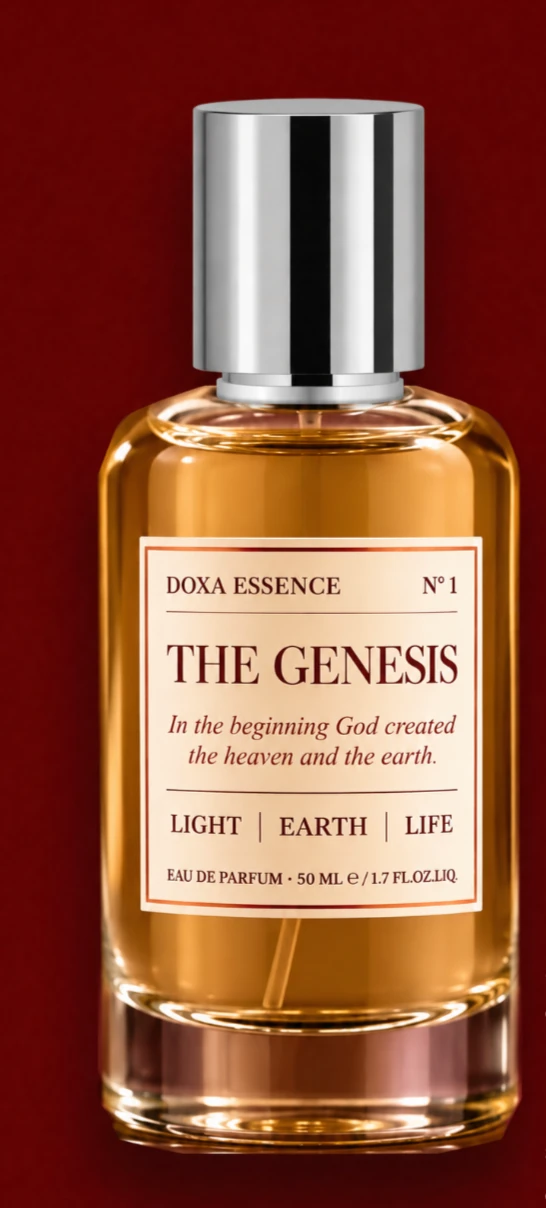 DOXA ESSENCE N° 1
THE GENESIS
In the beginning God created
the heaven and the earth.
LIGHT | EARTH | LIFE
EAU DE PARFUM · 50 ML ℮ / 1.7 FL.OZ.LIQ.